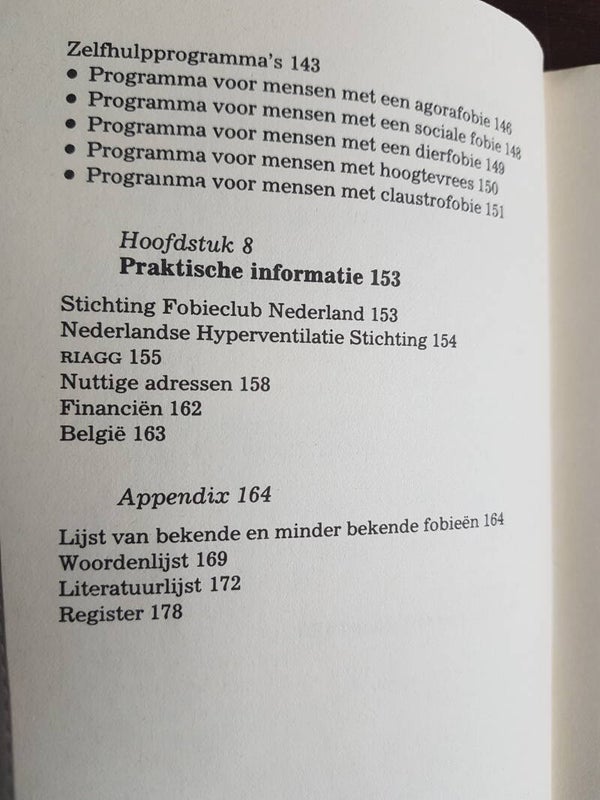 Zelfhulpprogramma's 143
• Programma voor mensen met een agorafobie 146
• Programma voor mensen met een sociale fobie 148
• Programma voor mensen met een dierfobie 149
• Programma voor mensen met hoogtevrees 150
• Programma voor mensen met claustrofobie 151
Hoofdstuk 8
Praktische informatie 153
Stichting Fobieclub Nederland 153
Nederlandse Hyperventilatie Stichting 154
RIAGG 155
Nuttige adressen 158
Financiën 162
België 163
Appendix 164
Lijst van bekende en minder bekende fobieën 164
Woordenlijst 169
Literatuurlijst 172
Register 178